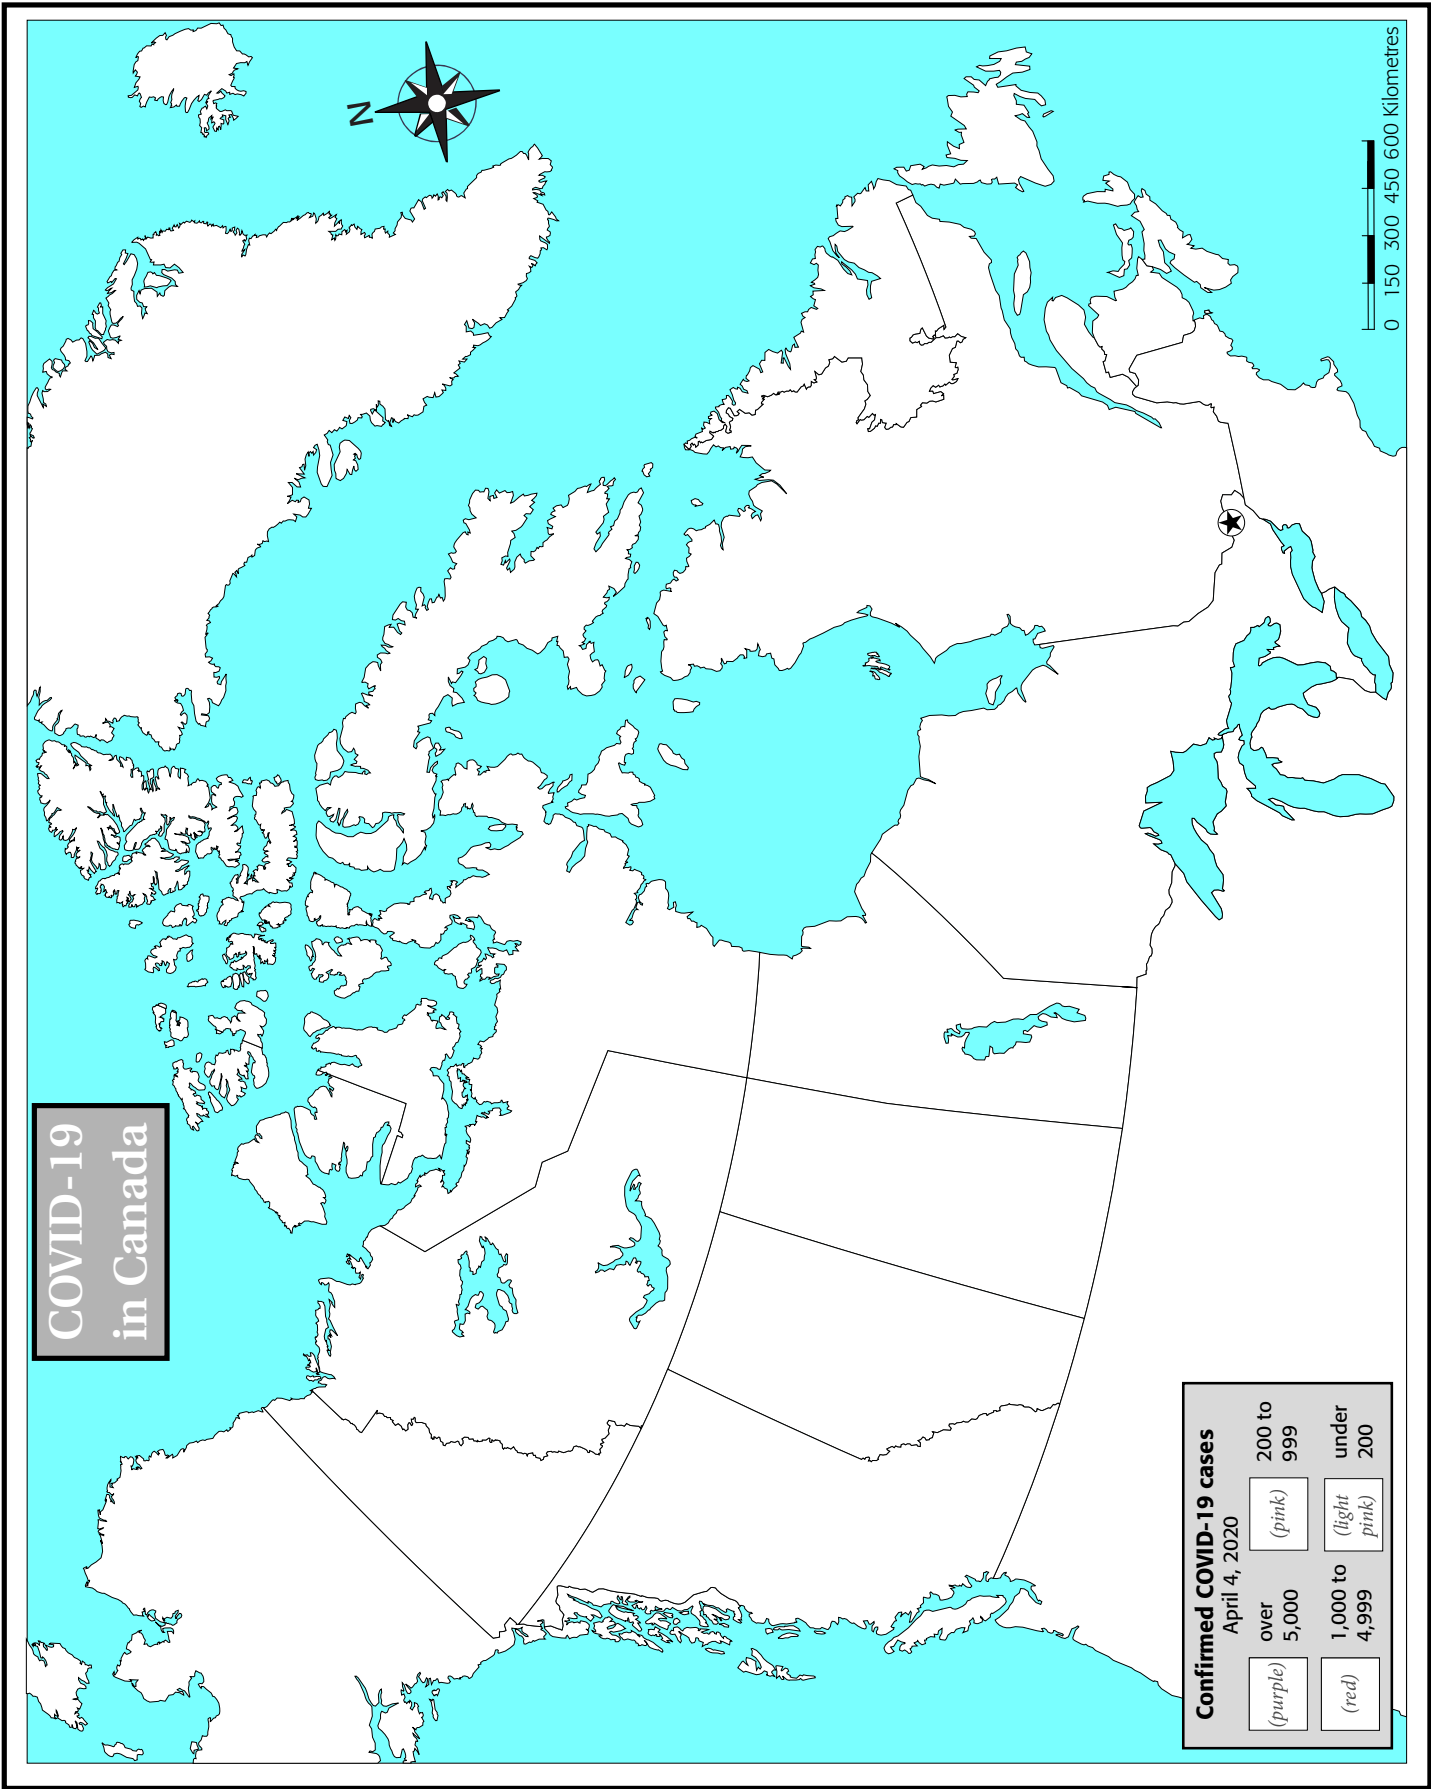 COVID-19
in Canada
N
Confirmed COVID-19 cases
April 4, 2020
(purple)
over
5,000
(pink)
200 to
999
(red)
1,000 to
4,999
(light
pink)
under
200
0 150 300 450 600 Kilometres